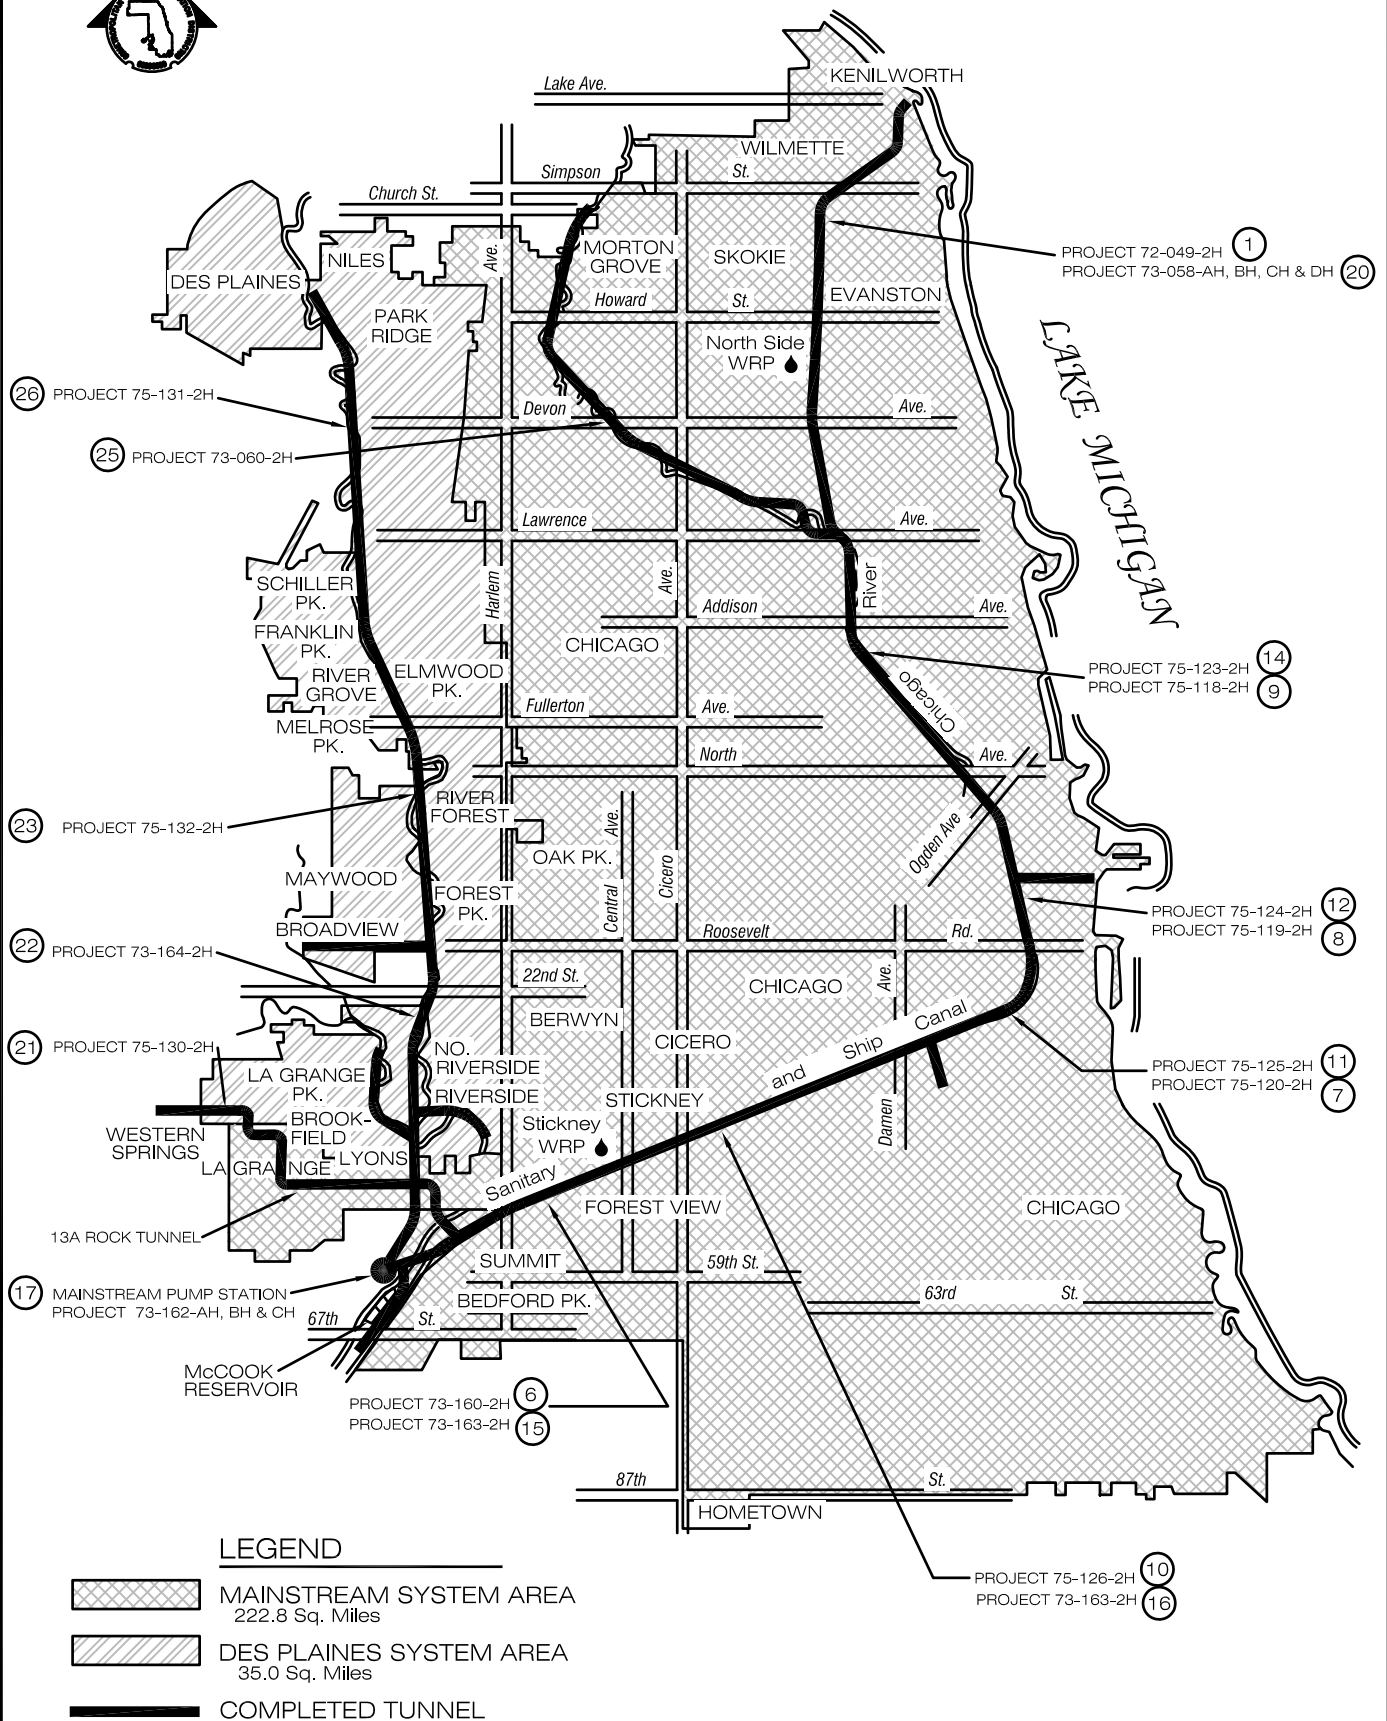 KENILWORTH
Lake Ave.
WILMETTE
Simpson St.
Church St.
MORTON
GROVE
SKOKIE
Ave.
NILES
DES PLAINES
PARK
RIDGE
Howard St.
EVANSTON
PROJECT 72-049-2H 1
PROJECT 73-058-AH, BH, CH & DH 20
North Side
WRP
LAKE MICHIGAN
26 PROJECT 75-131-2H
Devon Ave.
25 PROJECT 73-060-2H
Lawrence Ave.
SCHILLER
PK.
Harlem
Ave.
River
Addison Ave.
FRANKLIN
PK.
CHICAGO
RIVER
GROVE
ELMWOOD
PK.
PROJECT 75-123-2H 14
PROJECT 75-118-2H 9
Chicago
Fullerton Ave.
MELROSE
PK.
North Ave.
RIVER
FOREST
23 PROJECT 75-132-2H
Ave.
Ogden Ave
OAK PK.
Cicero
Central
MAYWOOD
FOREST
PK.
12
PROJECT 75-124-2H
PROJECT 75-119-2H 8
BROADVIEW
Roosevelt Rd.
22 PROJECT 73-164-2H
22nd St.
CHICAGO
Ave.
BERWYN
CICERO
and Ship Canal
21 PROJECT 75-130-2H
NO.
RIVERSIDE
RIVERSIDE
LA GRANGE
PK.
PROJECT 75-125-2H 11
PROJECT 75-120-2H 7
STICKNEY
BROOK-
FIELD
Stickney
WRP
Damen
WESTERN
SPRINGS
LYONS
LA GRANGE
Sanitary
FOREST VIEW
CHICAGO
13A ROCK TUNNEL
SUMMIT
59th St.
17 MAINSTREAM PUMP STATION
PROJECT 73-162-AH, BH & CH
BEDFORD PK.
63rd St.
67th St.
McCOOK
RESERVOIR
PROJECT 73-160-2H 6
PROJECT 73-163-2H 15
87th St.
HOMETOWN
PROJECT 75-126-2H 10
PROJECT 73-163-2H 16
LEGEND
MAINSTREAM SYSTEM AREA
222.8 Sq. Miles
DES PLAINES SYSTEM AREA
35.0 Sq. Miles
COMPLETED TUNNEL